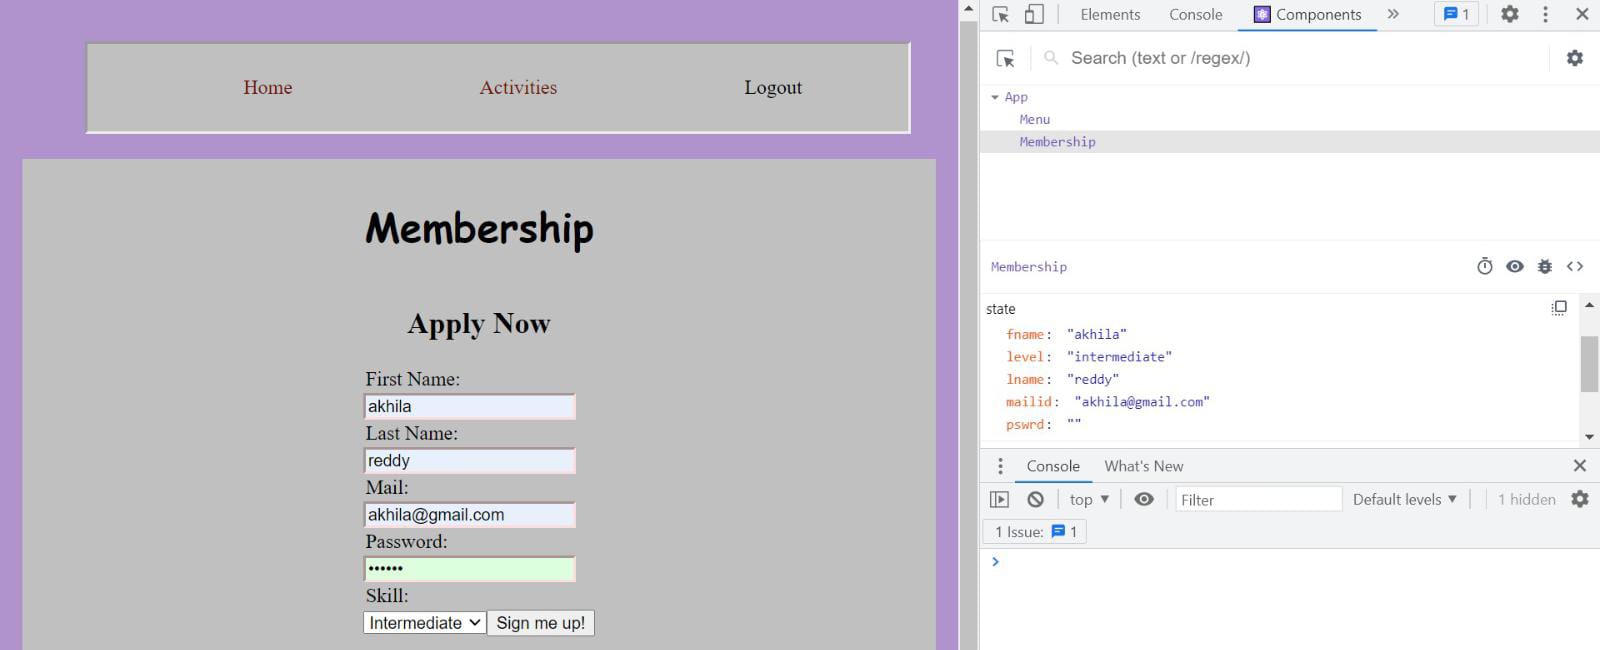 Home Activities Logout
Membership
Apply Now
First Name:
akhila
Last Name:
reddy
Mail:
akhila@gmail.com
Password:
••••••
Skill:
Intermediate Sign me up!
Elements Console Components » 1
Search (text or /regex/)
App
Menu
Membership
Membership
state
fname: "akhila"
level: "intermediate"
lname: "reddy"
mailid: "akhila@gmail.com"
pswrd: ""
Console What's New
top Filter Default levels 1 hidden
1 Issue: 1